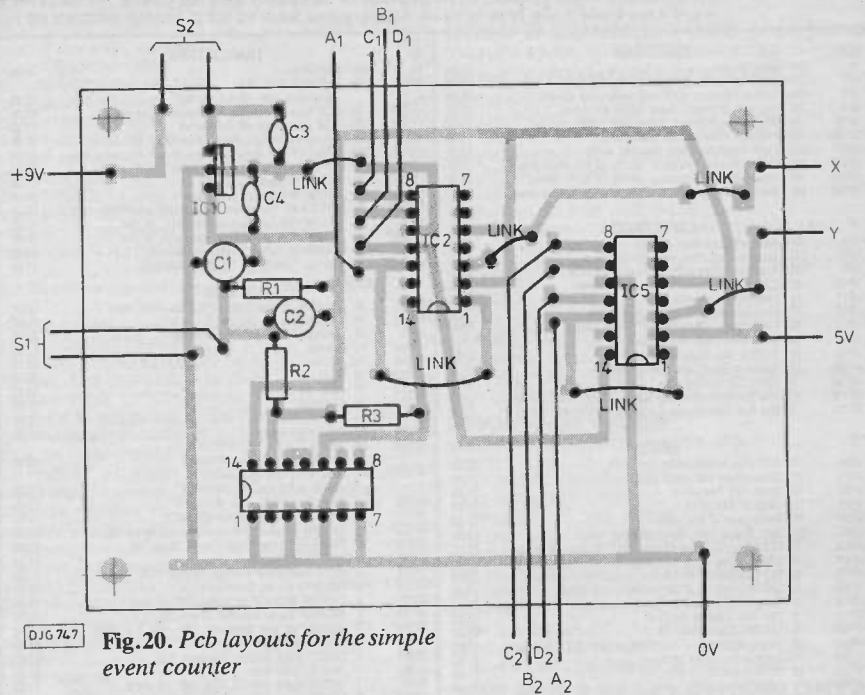 S2
B1
A1 C1 D1
C3
+9V
LINK
X
IC10
C4
8 7
LINK
IC2
LINK
Y
8 7
C1
R1
IC5
C2
14 1
LINK
S1
5V
R2
LINK
14 1
LINK
R3
14 8
1 7
DJG 747
Fig.20. Pcb layouts for the simple
event counter
C2 D2
B2 A2
0V